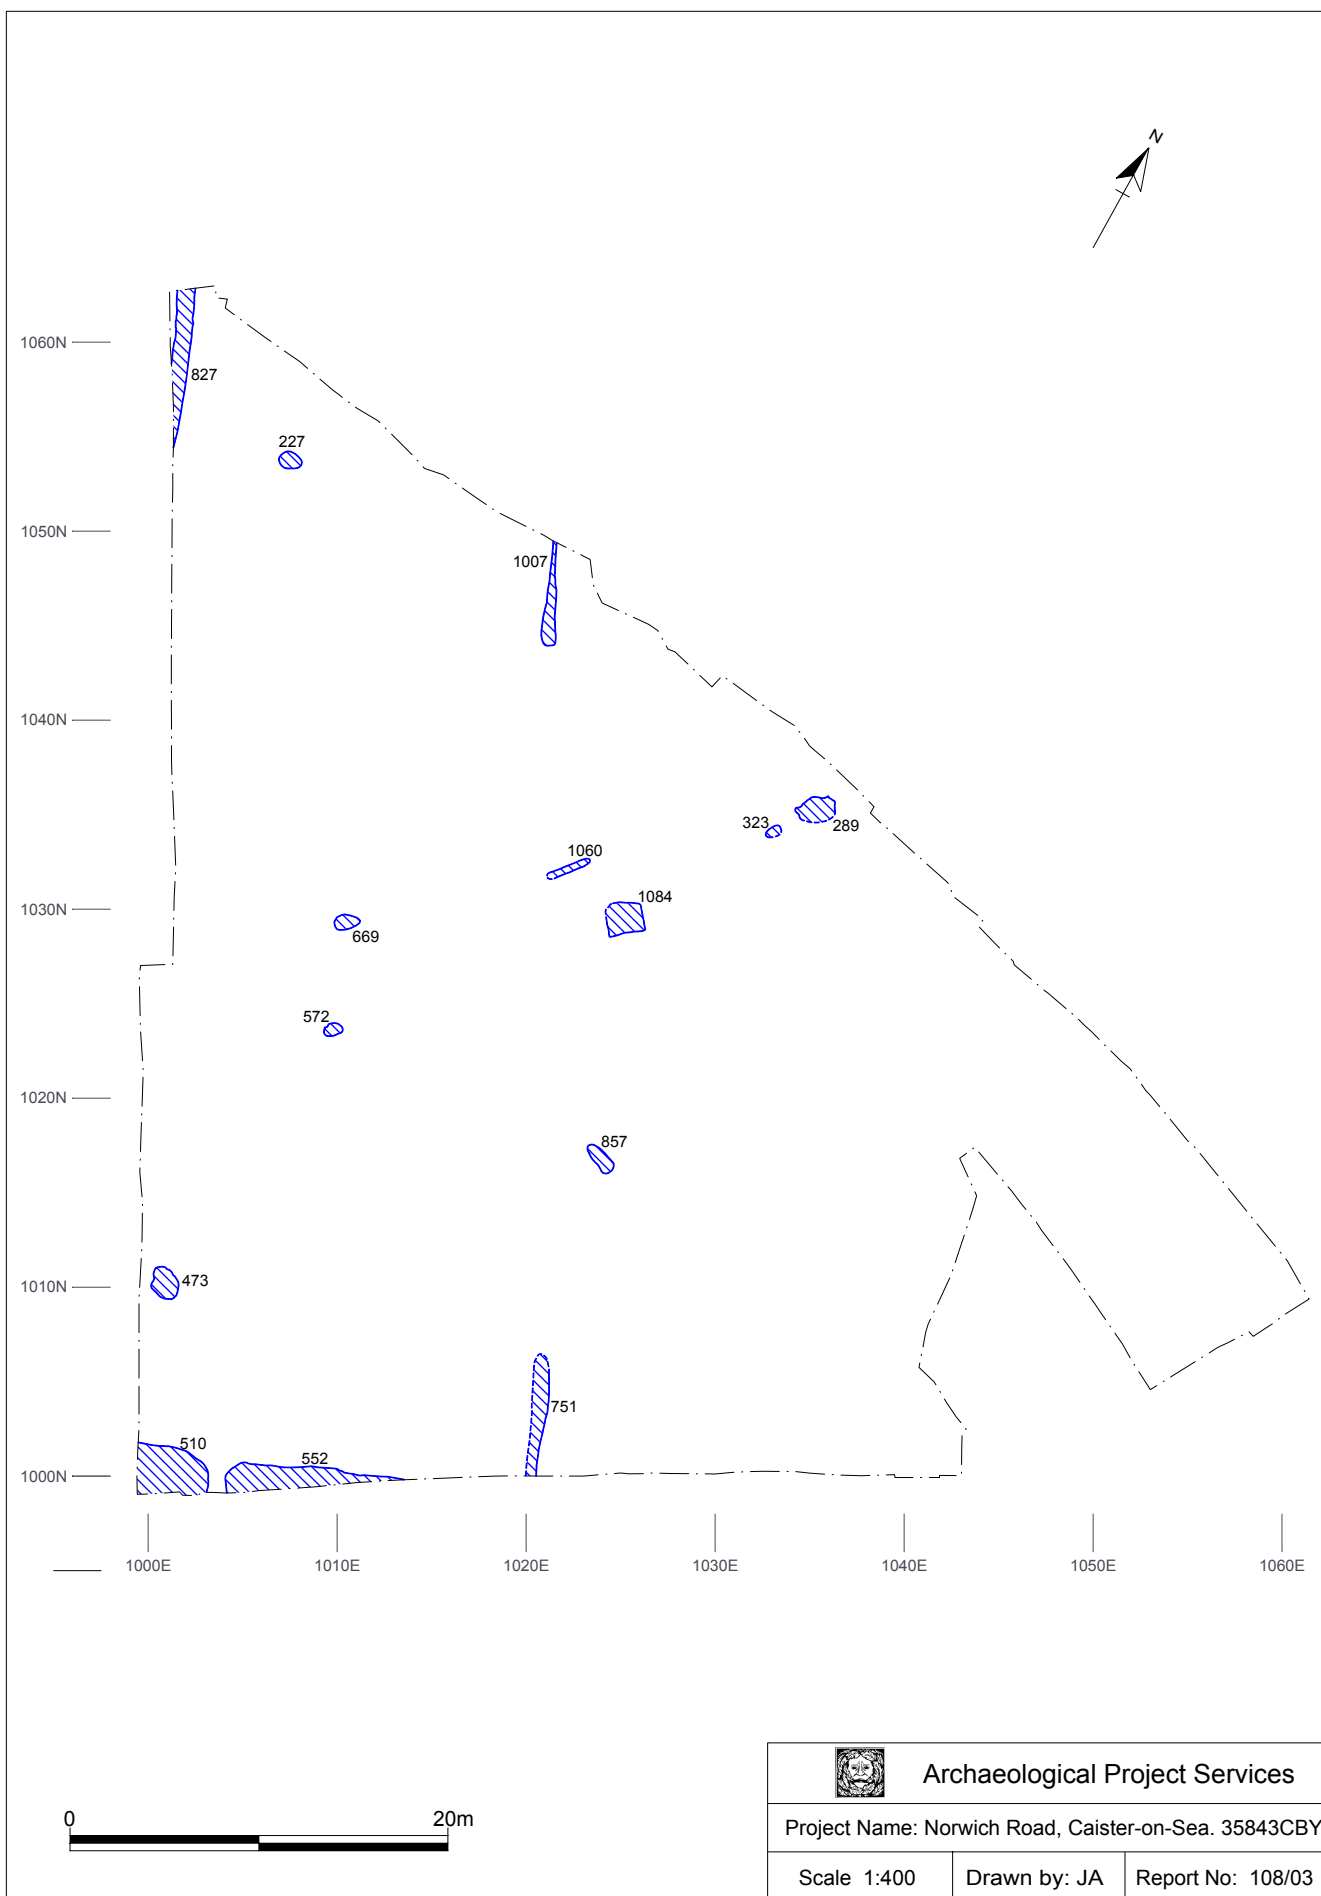 N
1060N
827
227
1050N
1007
1040N
323
289
1060
1084
1030N
669
572
1020N
857
1010N
473
751
510
552
1000N
1000E 1010E 1020E 1030E 1040E 1050E 1060E
0 20m
Archaeological Project Services
Project Name: Norwich Road, Caister-on-Sea. 35843CBY
Scale 1:400 Drawn by: JA Report No: 108/03